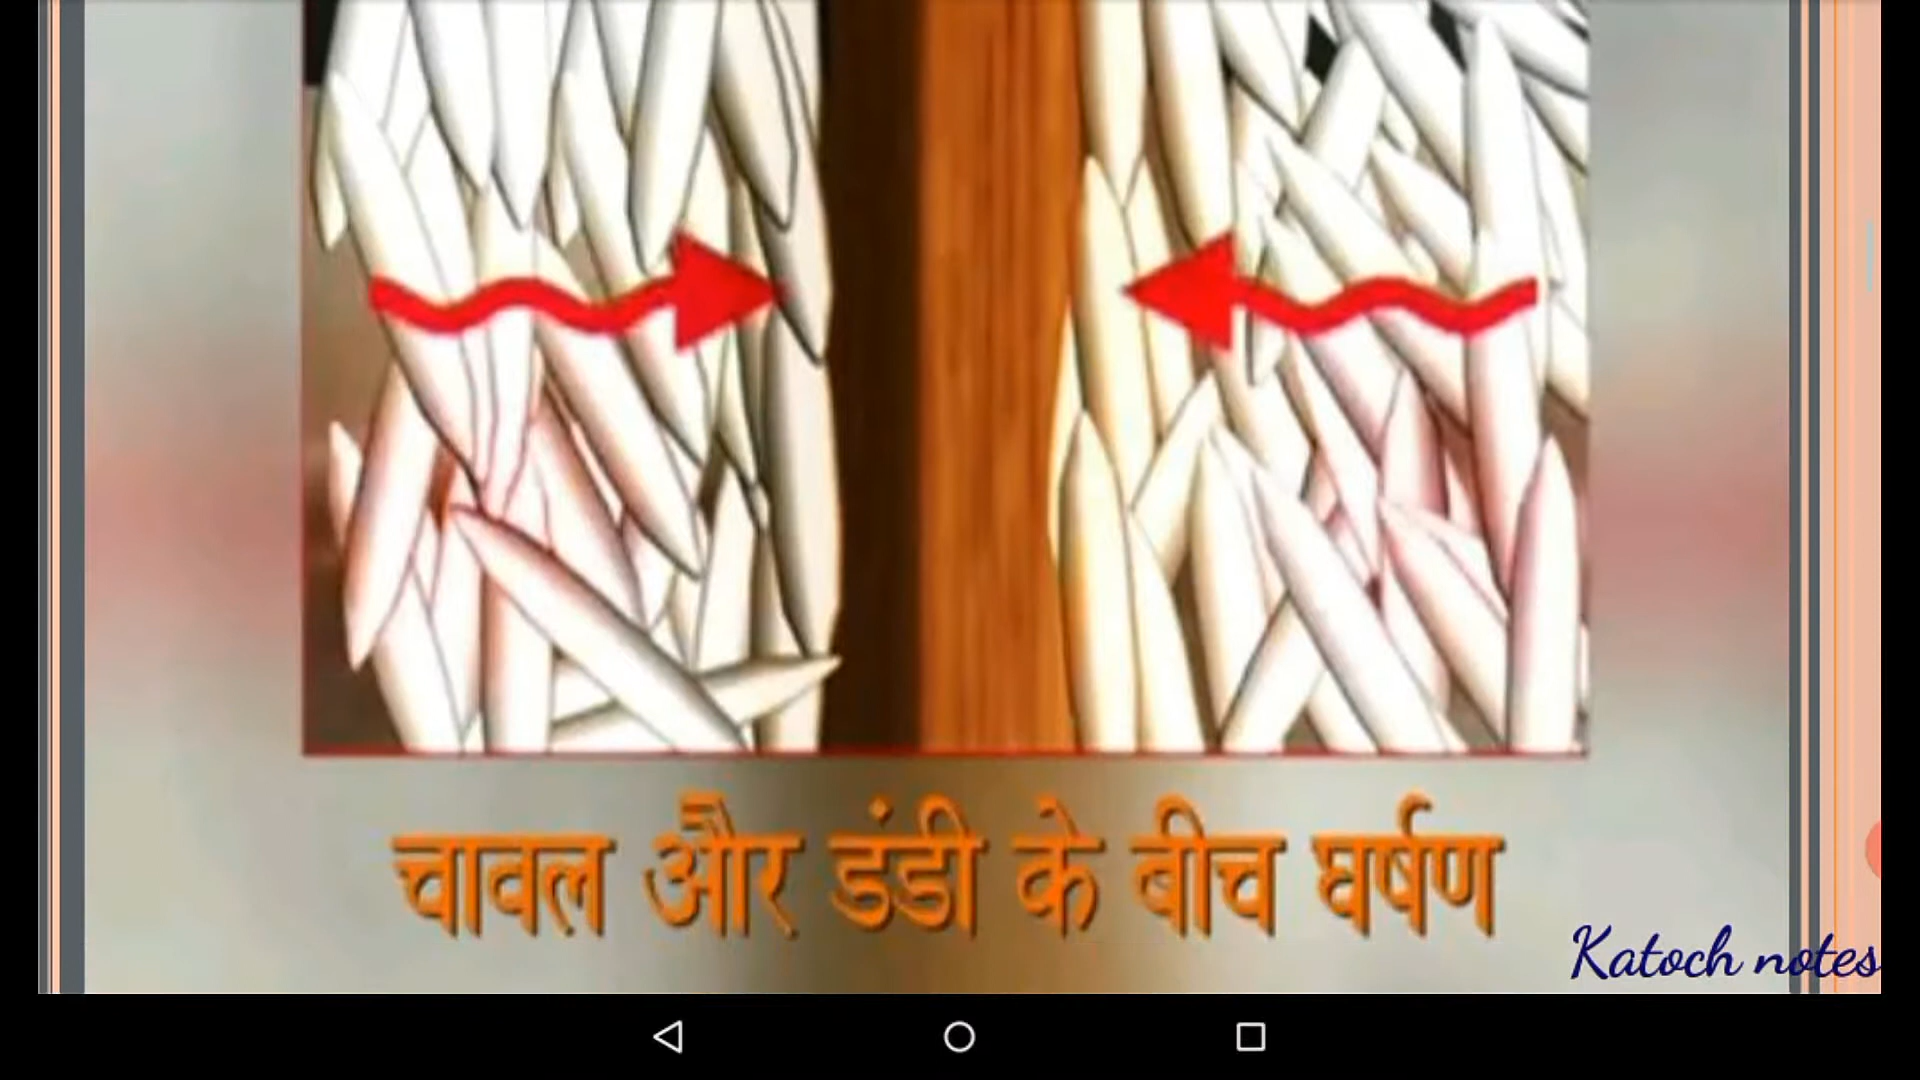 चावल और डंडी के बीच घर्षण
Katoch notes